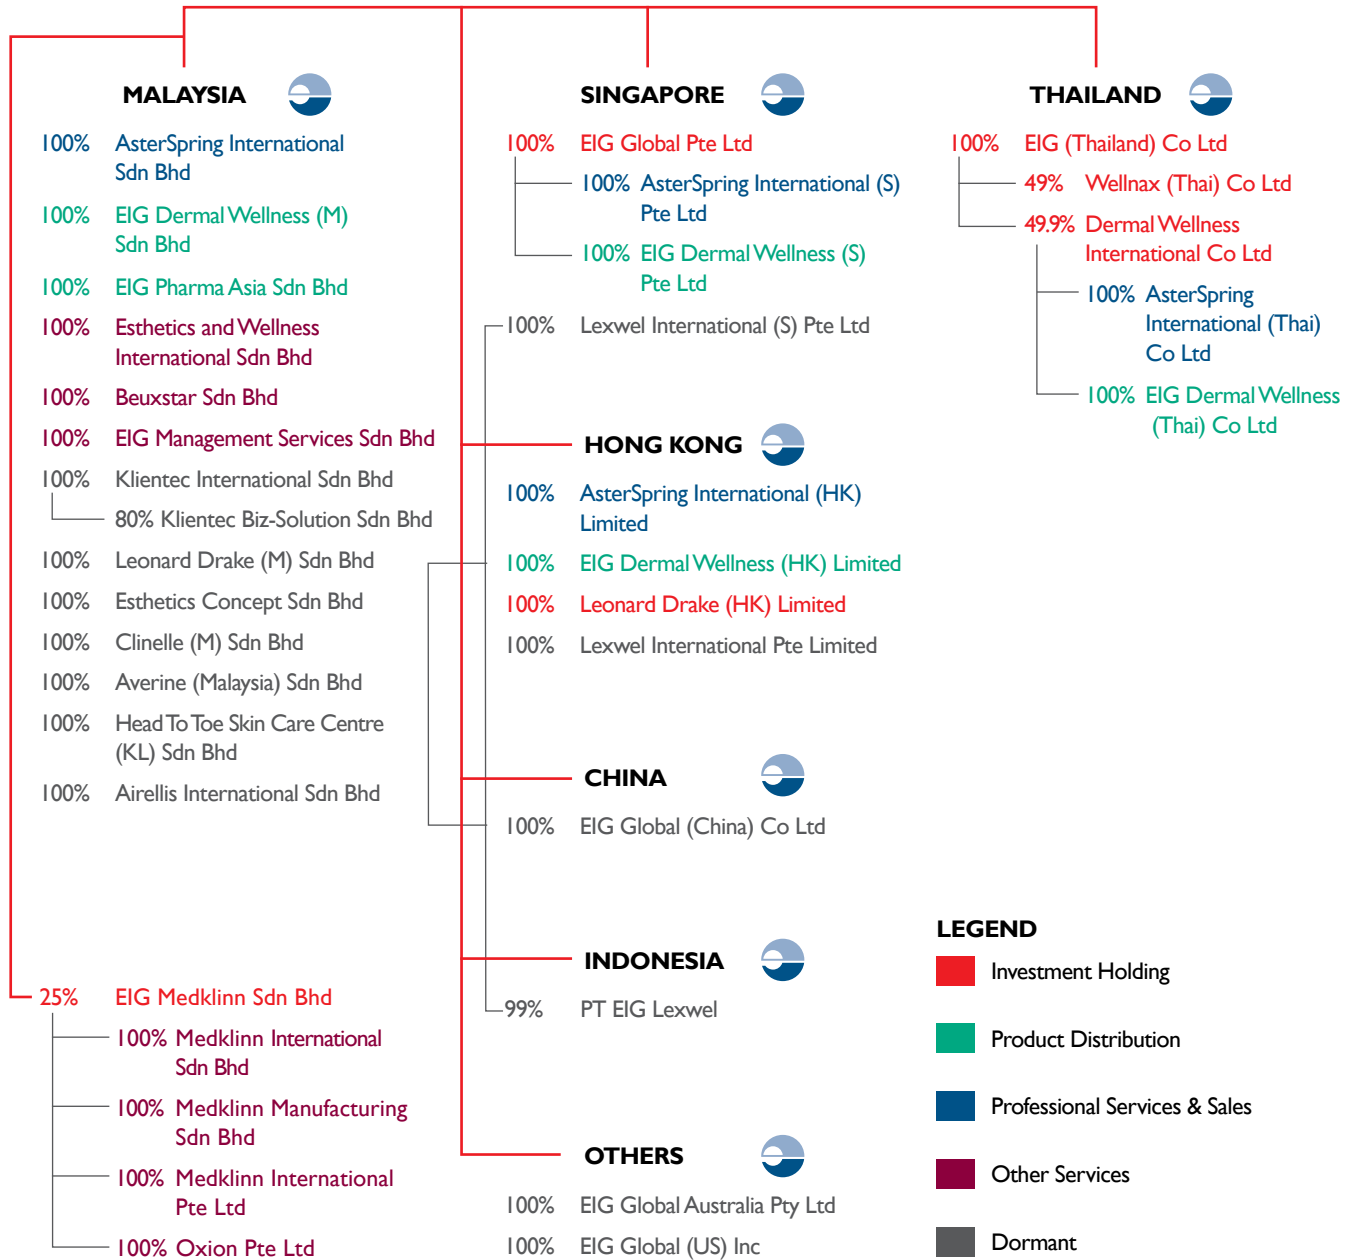 MALAYSIA
100% AsterSpring International
Sdn Bhd
100% EIG Dermal Wellness (M)
Sdn Bhd
100% EIG Pharma Asia Sdn Bhd
100% Esthetics and Wellness
International Sdn Bhd
100% Beuxstar Sdn Bhd
100% EIG Management Services Sdn Bhd
100% Klientec International Sdn Bhd
80% Klientec Biz-Solution Sdn Bhd
100% Leonard Drake (M) Sdn Bhd
100% Esthetics Concept Sdn Bhd
100% Clinelle (M) Sdn Bhd
100% Averine (Malaysia) Sdn Bhd
100% Head To Toe Skin Care Centre
(KL) Sdn Bhd
100% Airellis International Sdn Bhd
25% EIG Medklinn Sdn Bhd
100% Medklinn International
Sdn Bhd
100% Medklinn Manufacturing
Sdn Bhd
100% Medklinn International
Pte Ltd
100% Oxion Pte Ltd
SINGAPORE
100% EIG Global Pte Ltd
100% AsterSpring International (S)
Pte Ltd
100% EIG Dermal Wellness (S)
Pte Ltd
100% Lexwel International (S) Pte Ltd
HONG KONG
100% AsterSpring International (HK)
Limited
100% EIG Dermal Wellness (HK) Limited
100% Leonard Drake (HK) Limited
100% Lexwel International Pte Limited
CHINA
100% EIG Global (China) Co Ltd
INDONESIA
99% PT EIG Lexwel
OTHERS
100% EIG Global Australia Pty Ltd
100% EIG Global (US) Inc
THAILAND
100% EIG (Thailand) Co Ltd
49% Wellnax (Thai) Co Ltd
49.9% Dermal Wellness
International Co Ltd
100% AsterSpring
International (Thai)
Co Ltd
100% EIG Dermal Wellness
(Thai) Co Ltd
LEGEND
Investment Holding
Product Distribution
Professional Services & Sales
Other Services
Dormant